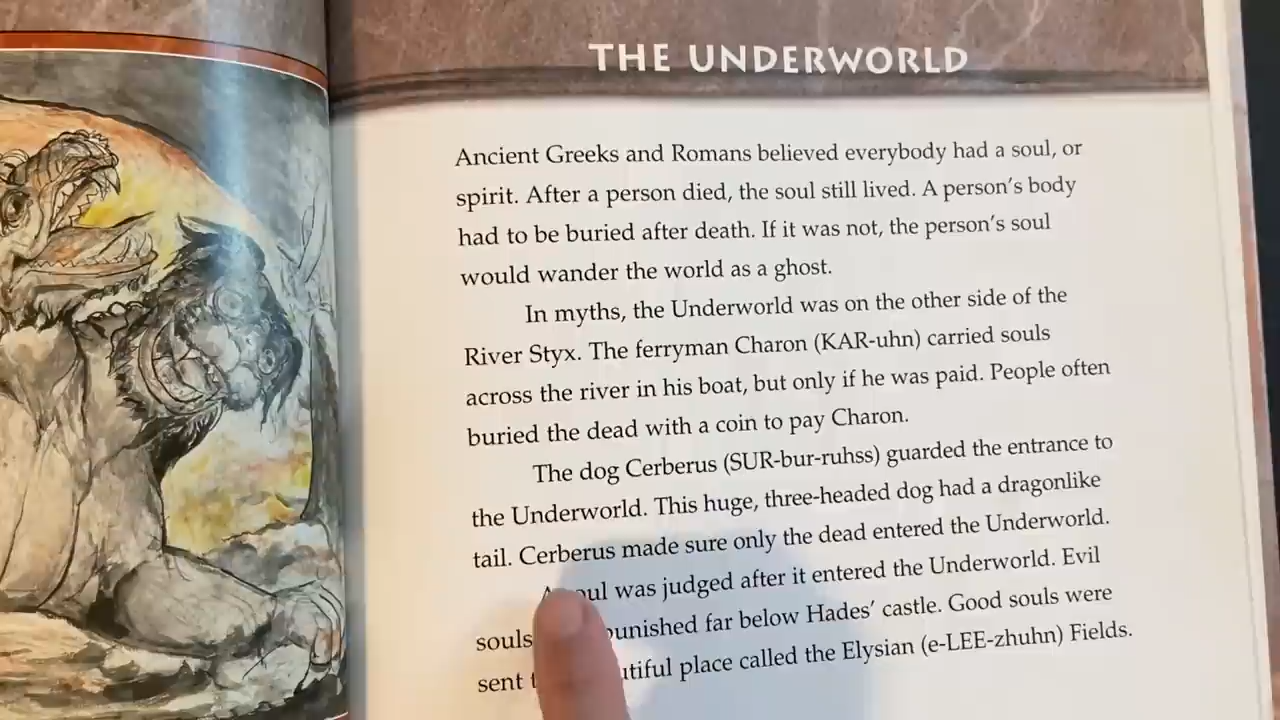 THE UNDERWORLD
Ancient Greeks and Romans believed everybody had a soul, or
spirit. After a person died, the soul still lived. A person's body
had to be buried after death. If it was not, the person's soul
would wander the world as a ghost.
In myths, the Underworld was on the other side of the
River Styx. The ferryman Charon (KAR-uhn) carried souls
across the river in his boat, but only if he was paid. People often
buried the dead with a coin to pay Charon.
The dog Cerberus (SUR-bur-ruhss) guarded the entrance to
the Underworld. This huge, three-headed dog had a dragonlike
tail. Cerberus made sure only the dead entered the Underworld.
A soul was judged after it entered the Underworld. Evil
souls punished far below Hades' castle. Good souls were
sent place called the Elysian (e-LEE-zhuhn) Fields.